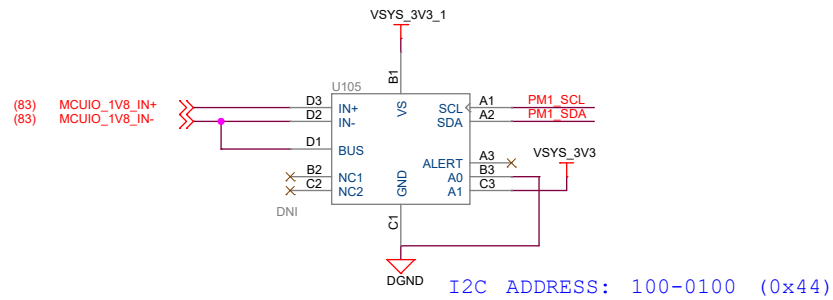 VSYS_3V3_1
U105
B1
VS
(83) MCUIO_1V8_IN+ D3 IN+ SCL A1 PM1_SCL
(83) MCUIO_1V8_IN- D2 IN- SDA A2 PM1_SDA
D1 BUS
ALERT A3 VSYS_3V3
B2 NC1 A0 B3
C2 NC2 A1 C3
GND
DNI
C1
DGND
I2C ADDRESS: 100-0100 (0x44)